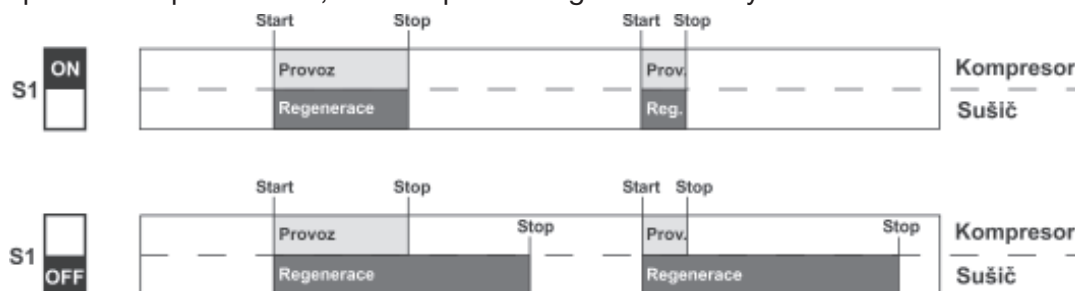 Start Stop Start Stop
ON Provoz Prov. Kompresor
S1
Regenerace Reg. Sušič
Start Stop Start Stop
Provoz Stop Prov. Stop Kompresor
S1
OFF Regenerace Regenerace Sušič